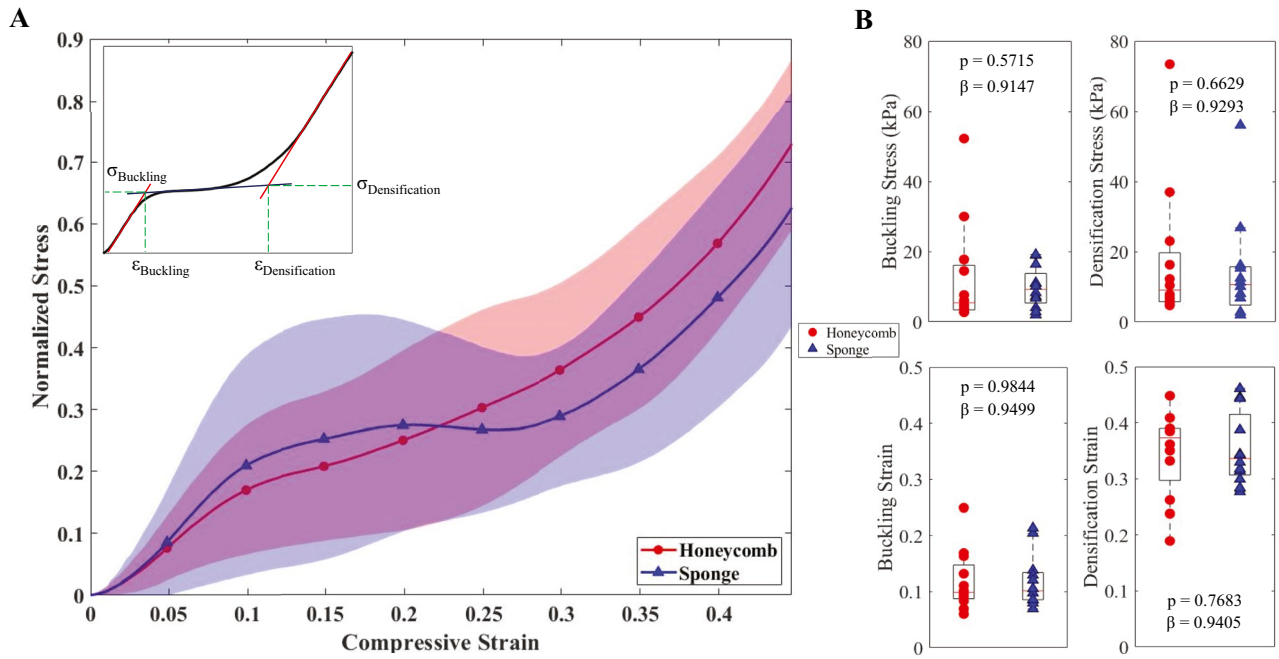 A
0.9
0.8
0.7
0.6
0.5
0.4
0.3
0.2
0.1
0
Normalized Stress
σBuckling
σDensification
εBuckling
εDensification
Honeycomb
Sponge
0 0.05 0.1 0.15 0.2 0.25 0.3 0.35 0.4
Compressive Strain
B
80
60
40
20
0
Buckling Stress (kPa)
p = 0.5715
β = 0.9147
80
60
40
20
0
Densification Stress (kPa)
p = 0.6629
β = 0.9293
Honeycomb
Sponge
0.5
0.4
0.3
0.2
0.1
0
Buckling Strain
p = 0.9844
β = 0.9499
0.5
0.4
0.3
0.2
0.1
0
Densification Strain
p = 0.7683
β = 0.9405